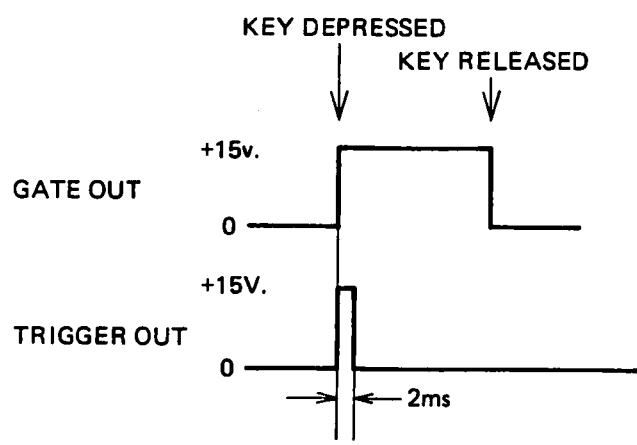 KEY DEPRESSED
KEY RELEASED
+15v.
GATE OUT
0
+15V.
TRIGGER OUT
0
2ms